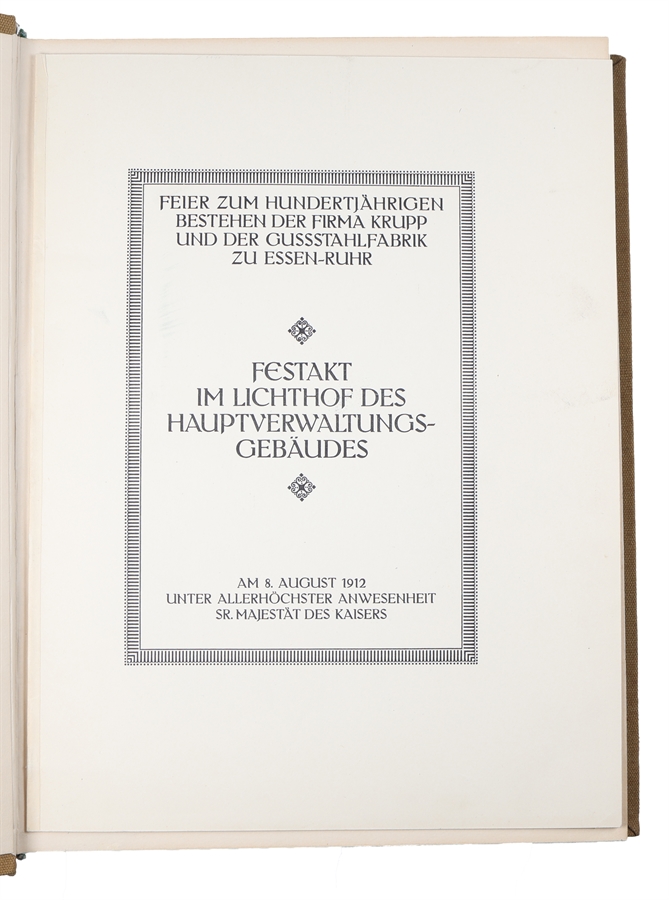 FEIER ZUM HUNDERTJÄHRIGEN
BESTEHEN DER FIRMA KRUPP
UND DER GUSSSTAHLFABRIK
ZU ESSEN-RUHR
FESTAKT
IM LICHTHOF DES
HAUPTVERWALTUNGS-
GEBÄUDES
AM 8. AUGUST 1912
UNTER ALLERHÖCHSTER ANWESENHEIT
SR. MAJESTÄT DES KAISERS